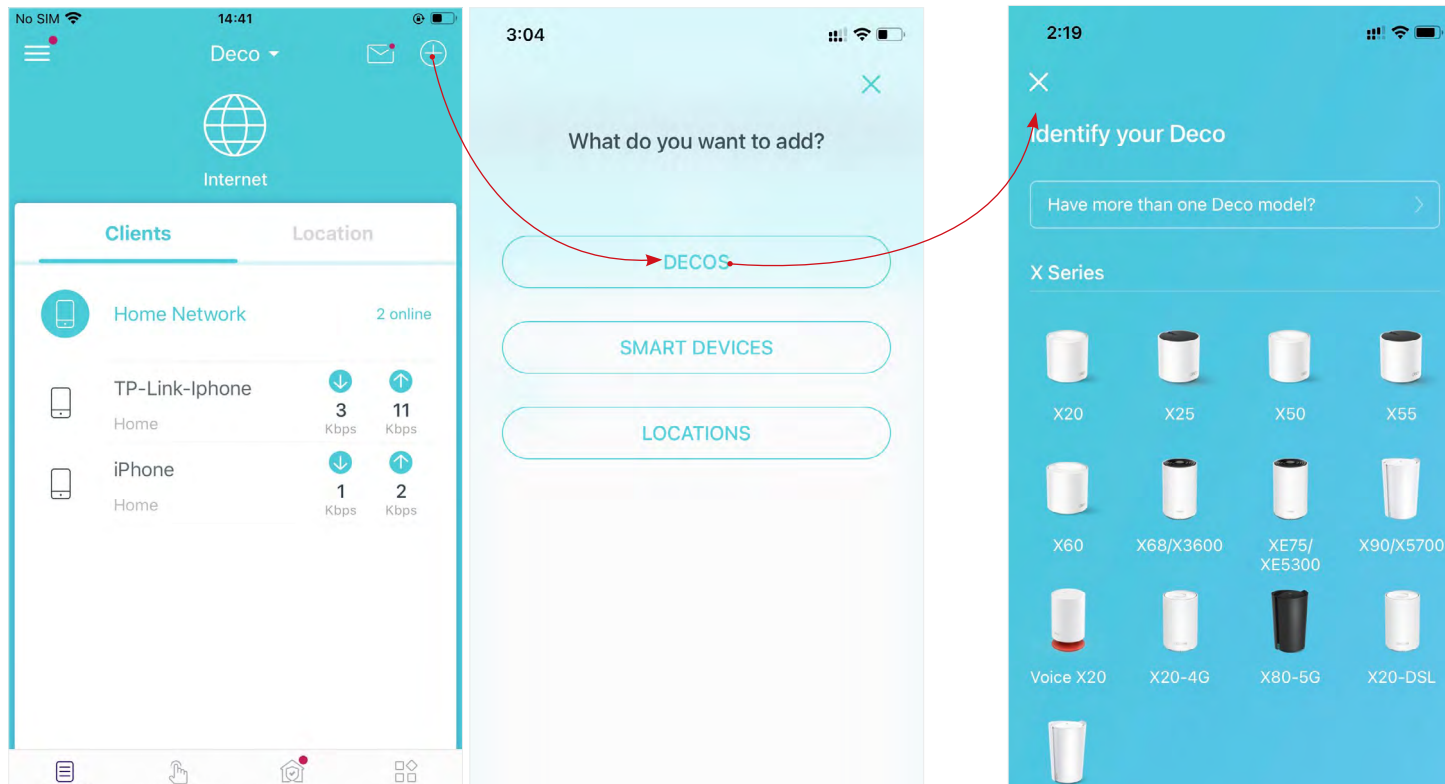 No SIM 14:41
Deco
Internet
Clients Location
Home Network 2 online
TP-Link-Iphone
Home
3 11
Kbps Kbps
iPhone
Home
1 2
Kbps Kbps
3:04
What do you want to add?
DECOS
SMART DEVICES
LOCATIONS
2:19
Identify your Deco
Have more than one Deco model?
X Series
X20 X25 X50 X55
X60 X68/X3600 XE75/ X90/X5700
XE5300
Voice X20 X20-4G X80-5G X20-DSL